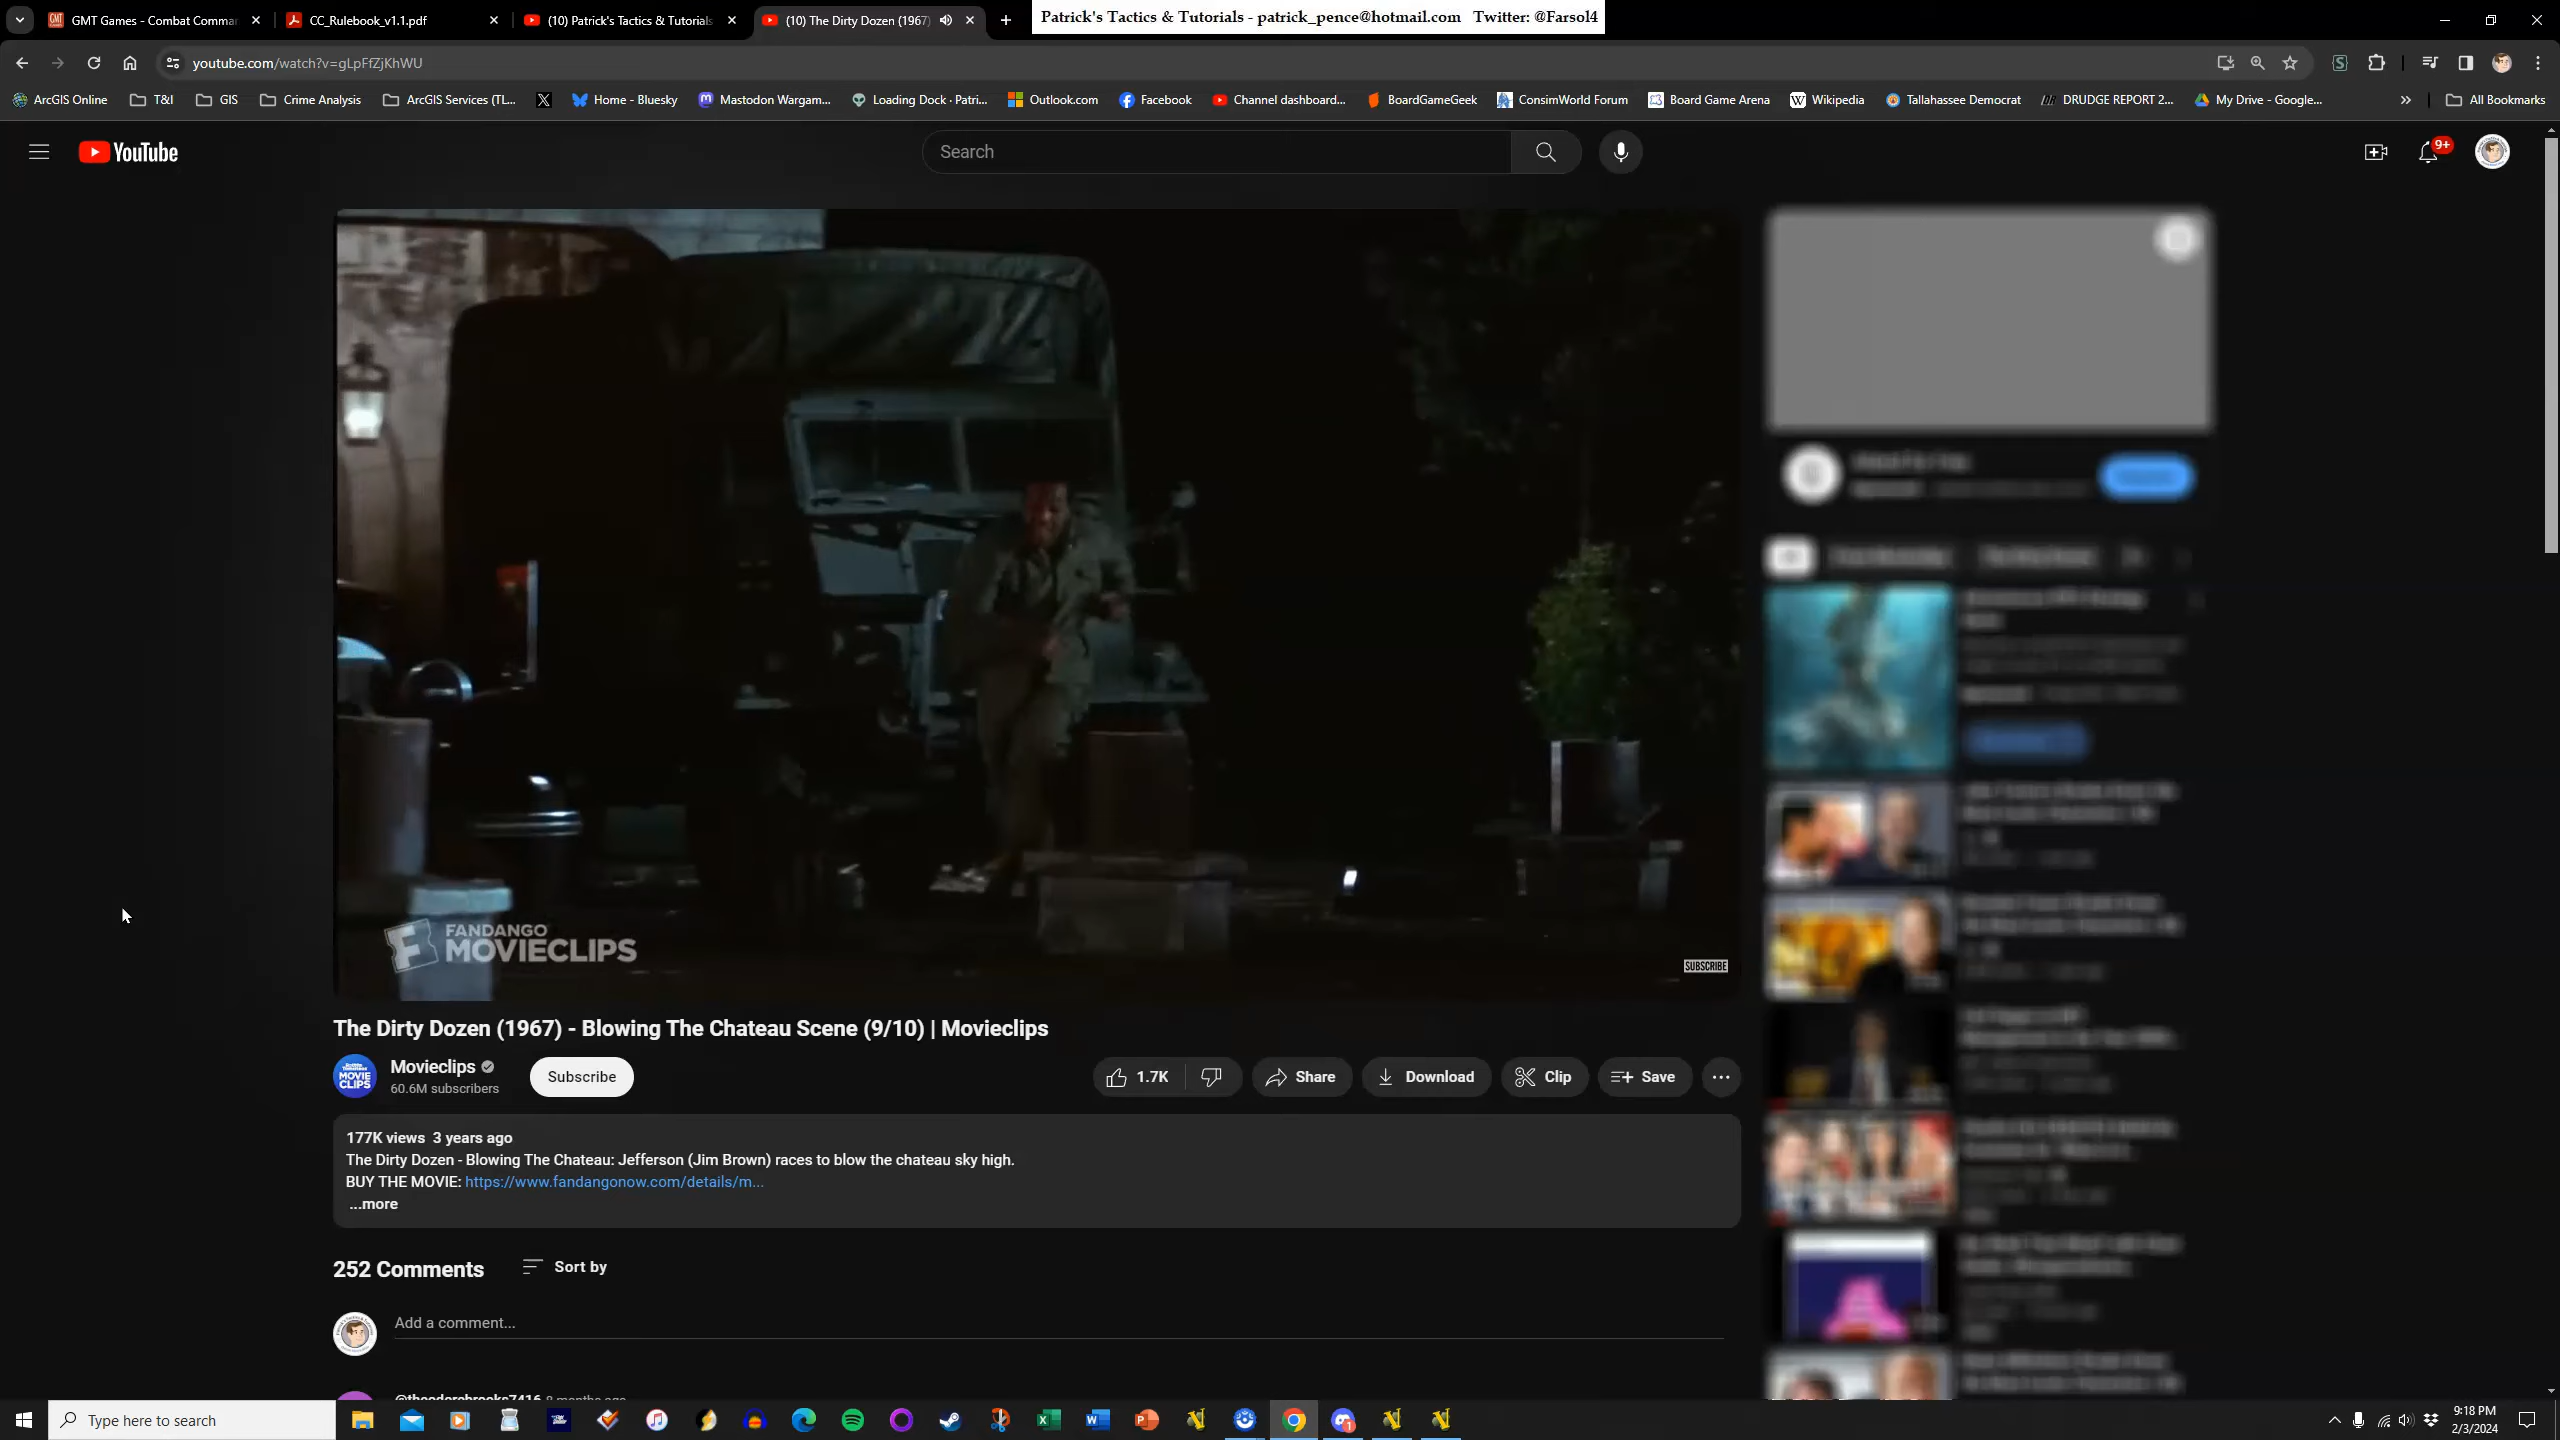 GMT Games - Combat Comma
CC_Rulebook_v1.1.pdf
(10) Patrick's Tactics & Tutorials
(10) The Dirty Dozen (1967)
Patrick's Tactics & Tutorials - patrick_pence@hotmail.com Twitter: @Farsol4
youtube.com/watch?v=gLpFfZjKhWU
ArcGIS Online
T&I
GIS
Crime Analysis
ArcGIS Services (TL...
Home - Bluesky
Mastodon Wargam...
Loading Dock · Patri...
Outlook.com
Facebook
Channel dashboard...
BoardGameGeek
ConsimWorld Forum
Board Game Arena
Wikipedia
Tallahassee Democrat
DRUDGE REPORT 2...
My Drive - Google...
All Bookmarks
YouTube
Search
9+
FANDANGO
MOVIECLIPS
SUBSCRIBE
The Dirty Dozen (1967) - Blowing The Chateau Scene (9/10) | Movieclips
MOVIE
CLIPS
Movieclips
60.6M subscribers
Subscribe
1.7K
Share
Download
Clip
Save
177K views 3 years ago
The Dirty Dozen - Blowing The Chateau: Jefferson (Jim Brown) races to blow the chateau sky high.
BUY THE MOVIE: https://www.fandangonow.com/details/m...
...more
252 Comments
Sort by
Add a comment...
@theodorebrooks7416 8 months ago
Type here to search
9:18 PM
2/3/2024